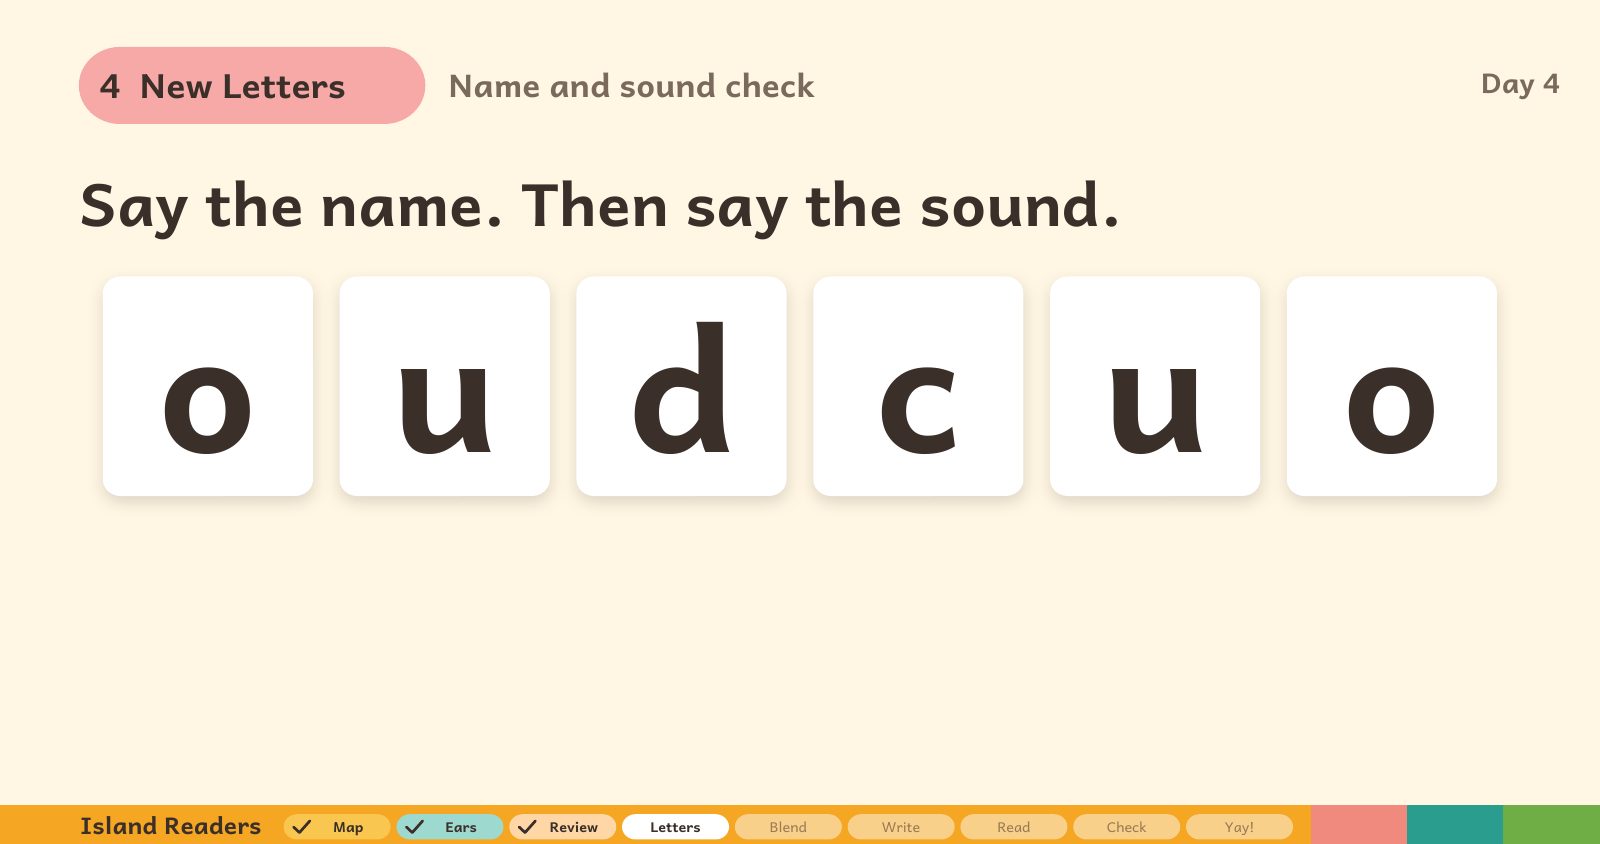 4 New Letters
Name and sound check
Day 4
Say the name. Then say the sound.
o u d c u o
Island Readers
Map
Ears
Review
Letters
Blend
Write
Read
Check
Yay!